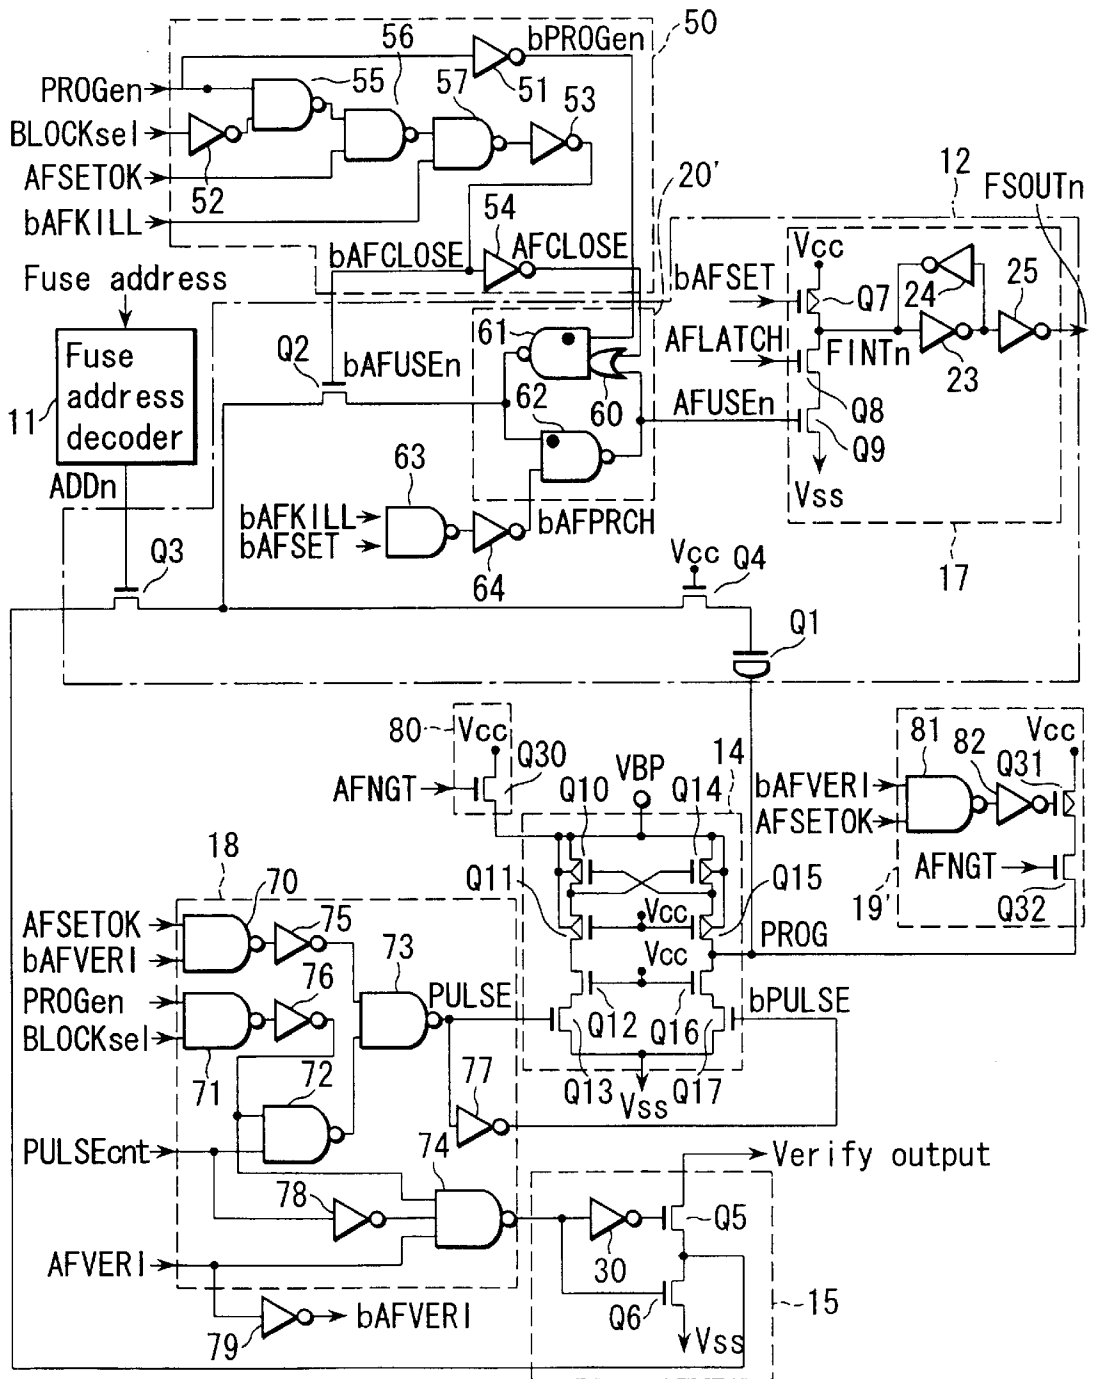 56
50
bPROGen
55
57
51
53
PROGen
BLOCKsel
AFSETOK
bAFKILL
52
54
20'
12
FSOUTn
bAFCLOSE
AFCLOSE
Fuse address
Vcc
bAFSET
Q7
24
25
61
AFLATCH
FINTn
23
Fuse
address
decoder
11
Q2
bAFUSEn
62
60
AFUSEn
Q8
Q9
63
ADDn
Vss
bAFKILL
bAFSET
bAFPRCH
Q3
64
Vcc
Q4
17
Q1
80
Vcc
Q30
14
81
Vcc
VBP
82
Q31
AFNGT
Q10
Q14
bAFVERI
AFSETOK
18
Q11
Q15
AFNGT
70
75
Vcc
19'
Q32
AFSETOK
bAFVERI
73
PROG
76
Vcc
PROGen
BLOCKsel
PULSE
bPULSE
Q12
Q16
71
72
77
Q13
Q17
Vss
PULSEcnt
74
Verify output
78
Q5
AFVERI
30
Q6
15
79
bAFVERI
Vss